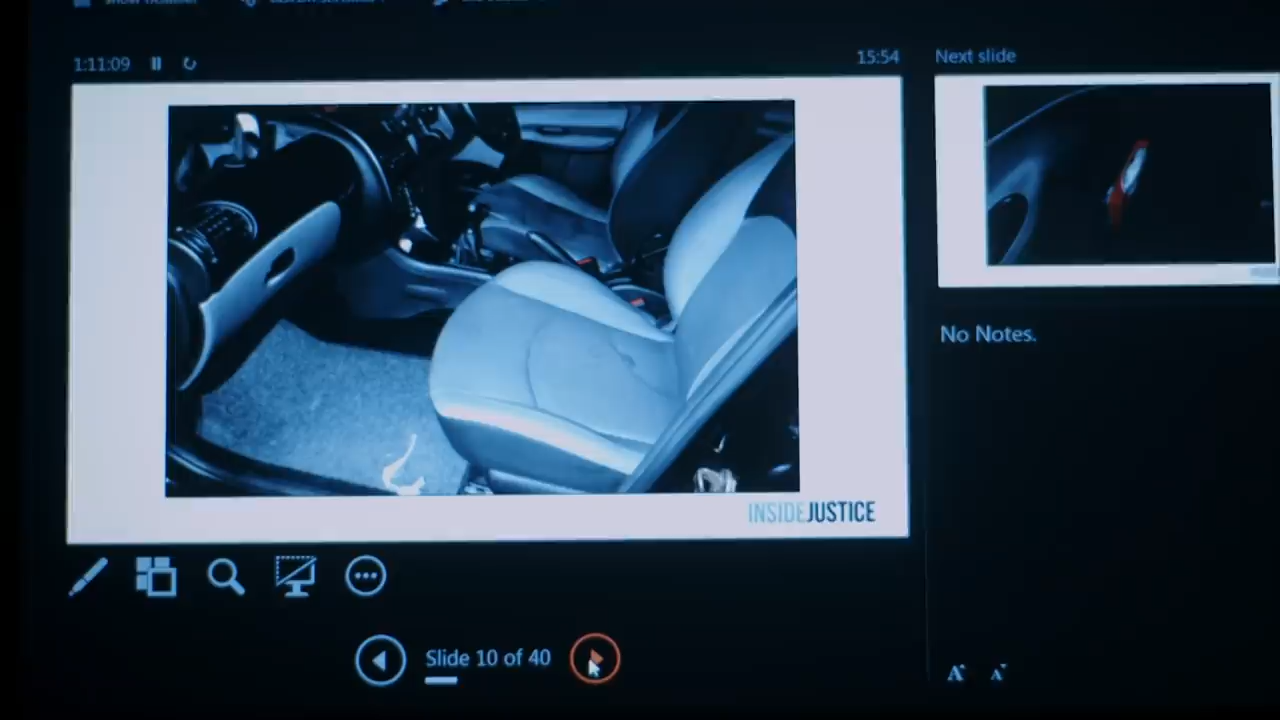 1:11:09
15:54
Next slide
No Notes.
INSIDEJUSTICE
Slide 10 of 40
A A